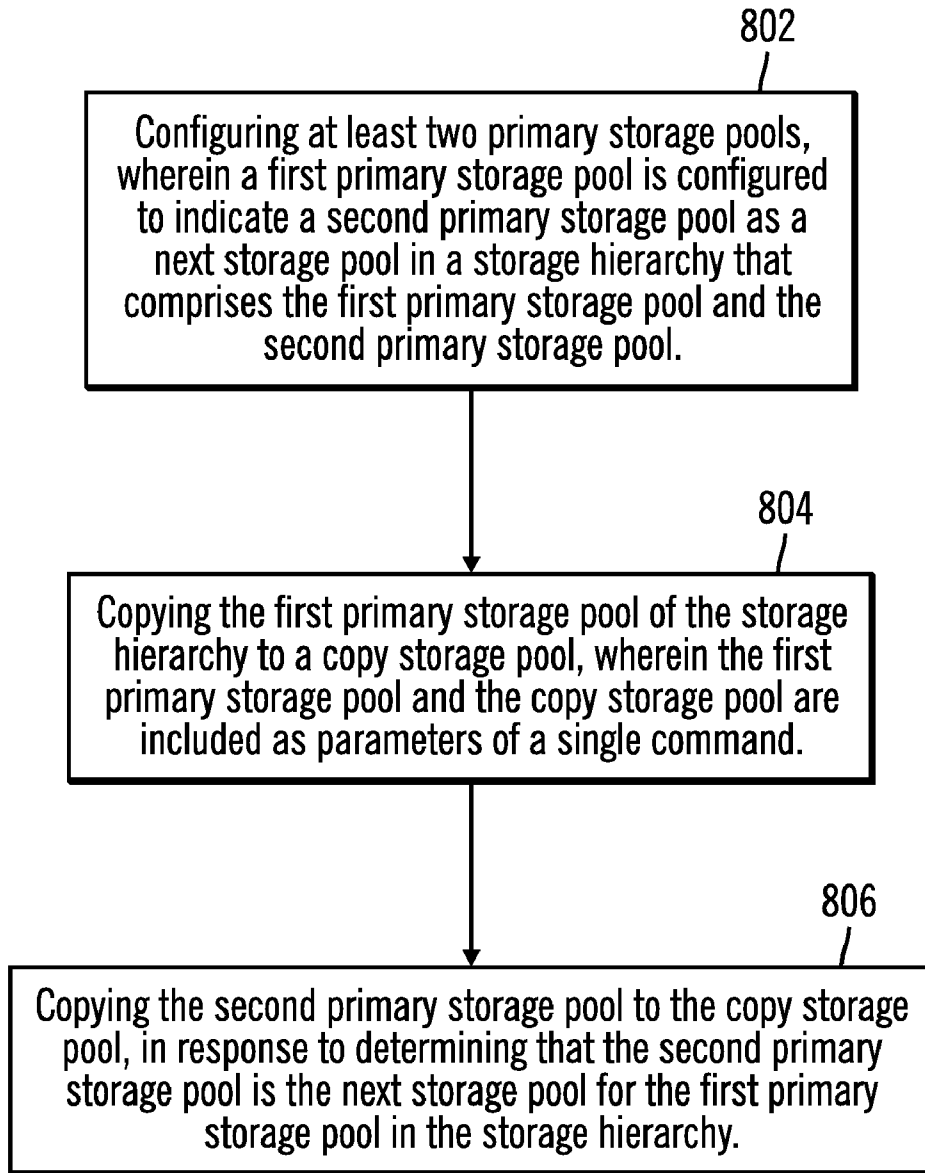 802
Configuring at least two primary storage pools,
wherein a first primary storage pool is configured
to indicate a second primary storage pool as a
next storage pool in a storage hierarchy that
comprises the first primary storage pool and the
second primary storage pool.
804
Copying the first primary storage pool of the storage
hierarchy to a copy storage pool, wherein the first
primary storage pool and the copy storage pool are
included as parameters of a single command.
806
Copying the second primary storage pool to the copy storage
pool, in response to determining that the second primary
storage pool is the next storage pool for the first primary
storage pool in the storage hierarchy.